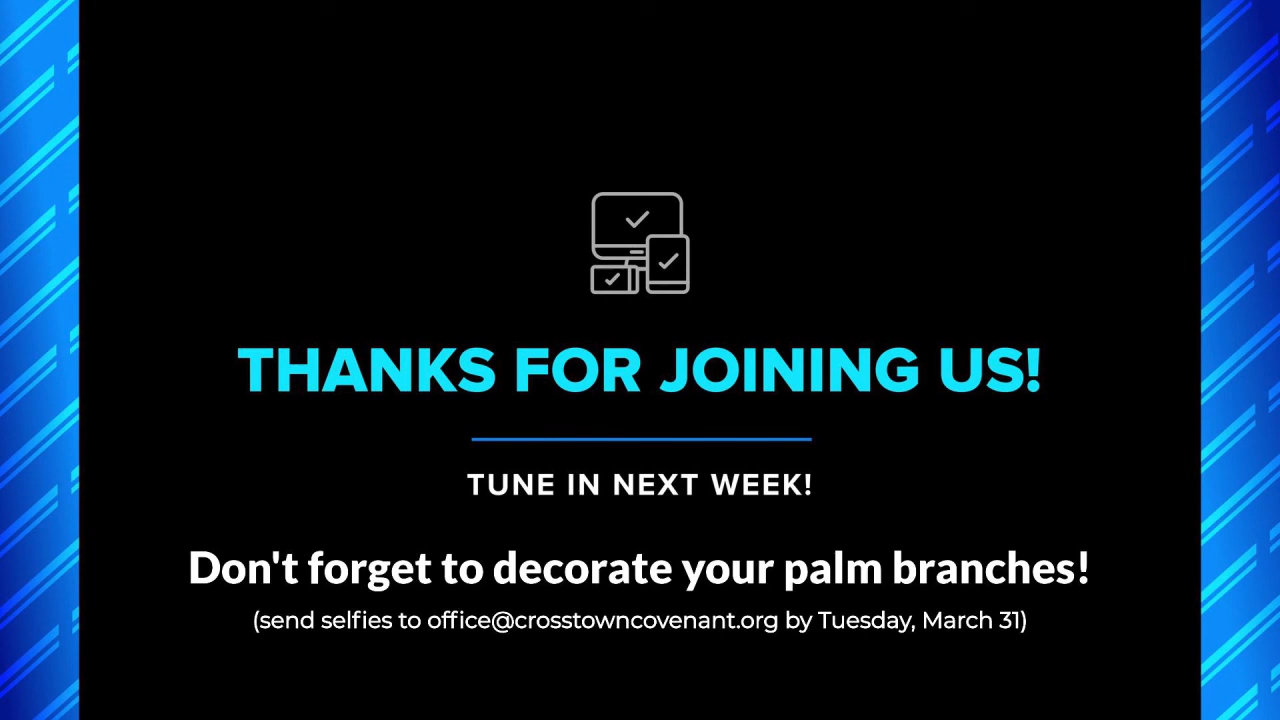 THANKS FOR JOINING US!
TUNE IN NEXT WEEK!
Don't forget to decorate your palm branches!
(send selfies to office@crosstowncovenant.org by Tuesday, March 31)